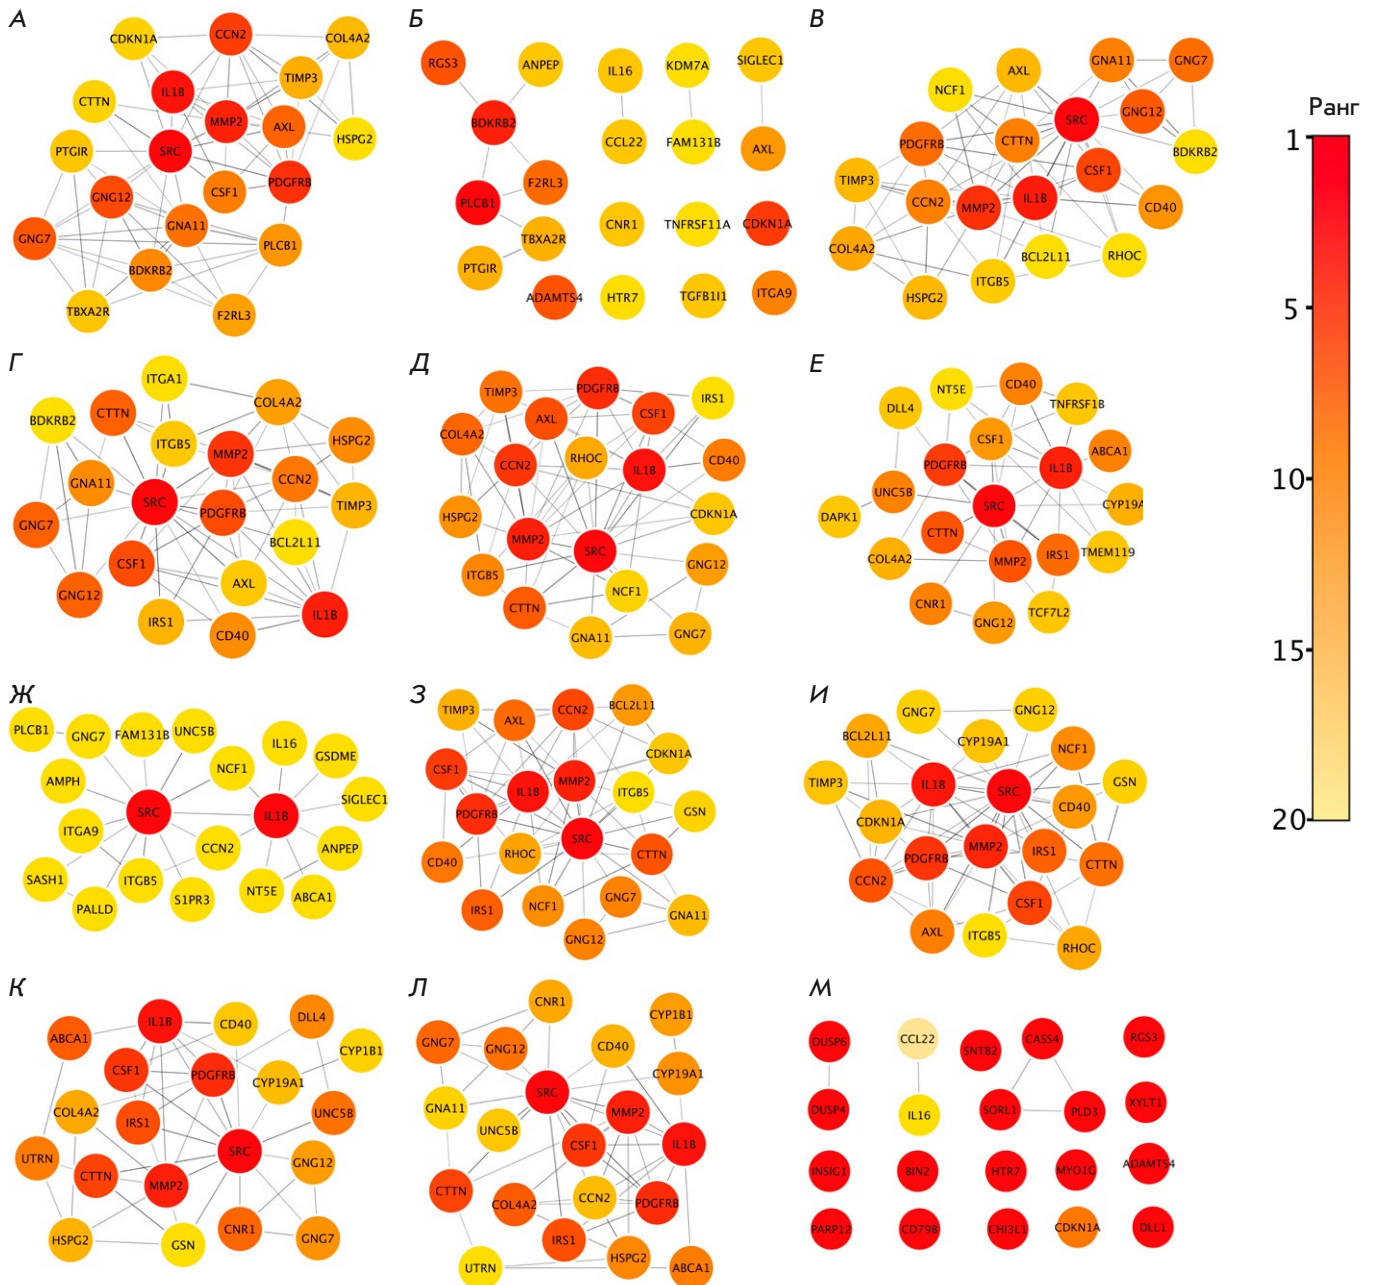 А
CDKN1A
CCN2
COL4A2
TIMP3
IL1B
CTTN
MMP2
AXL
HSPG2
PTGIR
SRC
PDGFRB
CSF1
GNG12
GNA11
GNG7
PLCB1
BDKRB2
TBXA2R
F2RL3
Б
RGS3
ANPEP
IL16
KDM7A
SIGLEC1
BDKRB2
CCL22
FAM131B
AXL
F2RL3
PLCB1
TBXA2R
CNR1
TNFRSF11A
CDKN1A
PTGIR
ADAMTS4
HTR7
TGFB1I1
ITGA9
В
AXL
GNA11
GNG7
NCF1
GNG12
SRC
PDGFRB
CTTN
BDKRB2
CSF1
TIMP3
CCN2
MMP2
IL1B
CD40
COL4A2
BCL2L11
RHOC
ITGB5
HSPG2
Ранг
1
5
10
15
20
Г
ITGA1
BDKRB2
CTTN
COL4A2
ITGB5
MMP2
HSPG2
GNA11
CCN2
SRC
PDGFRB
TIMP3
GNG7
BCL2L11
CSF1
AXL
GNG12
IRS1
CD40
IL1B
Д
TIMP3
PDGFRB
IRS1
AXL
CSF1
COL4A2
RHOC
CCN2
IL1B
CD40
HSPG2
CDKN1A
MMP2
SRC
ITGB5
GNG12
NCF1
CTTN
GNA11
GNG7
Е
NT5E
CD40
DLL4
TNFRSF1B
CSF1
PDGFRB
IL1B
ABCA1
UNC5B
SRC
CYP19A
DAPK1
CTTN
COL4A2
MMP2
IRS1
TMEM119
CNR1
GNG12
TCF7L2
Ж
PLCB1
GNG7
FAM131B
UNC5B
IL16
GSDME
AMPH
NCF1
SIGLEC1
SRC
IL1B
ITGA9
CCN2
ANPEP
SASH1
ITGB5
NT5E
ABCA1
PALLD
S1PR3
З
TIMP3
AXL
CCN2
BCL2L11
CDKN1A
CSF1
IL1B
MMP2
ITGB5
PDGFRB
GSN
SRC
CD40
RHOC
CTTN
IRS1
NCF1
GNG7
GNA11
GNG12
И
GNG7
GNG12
BCL2L11
CYP19A1
NCF1
TIMP3
IL1B
SRC
GSN
CD40
CDKN1A
PDGFRB
MMP2
IRS1
CTTN
CCN2
CSF1
AXL
ITGB5
RHOC
К
IL1B
CD40
DLL4
ABCA1
CYP1B1
CSF1
PDGFRB
CYP19A1
COL4A2
IRS1
UNC5B
UTRN
SRC
GNG12
CTTN
MMP2
HSPG2
GSN
CNR1
GNG7
Л
CNR1
CYP1B1
GNG7
GNG12
CD40
CYP19A1
SRC
GNA11
MMP2
UNC5B
CSF1
IL1B
CTTN
COL4A2
CCN2
PDGFRB
IRS1
HSPG2
UTRN
ABCA1
М
DUSP6
CCL22
SNTB2
CASS4
RGS3
DUSP4
IL16
SORL1
PLD3
XYLT1
INSIG1
BIN2
HTR7
MYO1G
ADAMTS4
PARP12
CD79B
CHI3L1
CDKN1A
DLL1